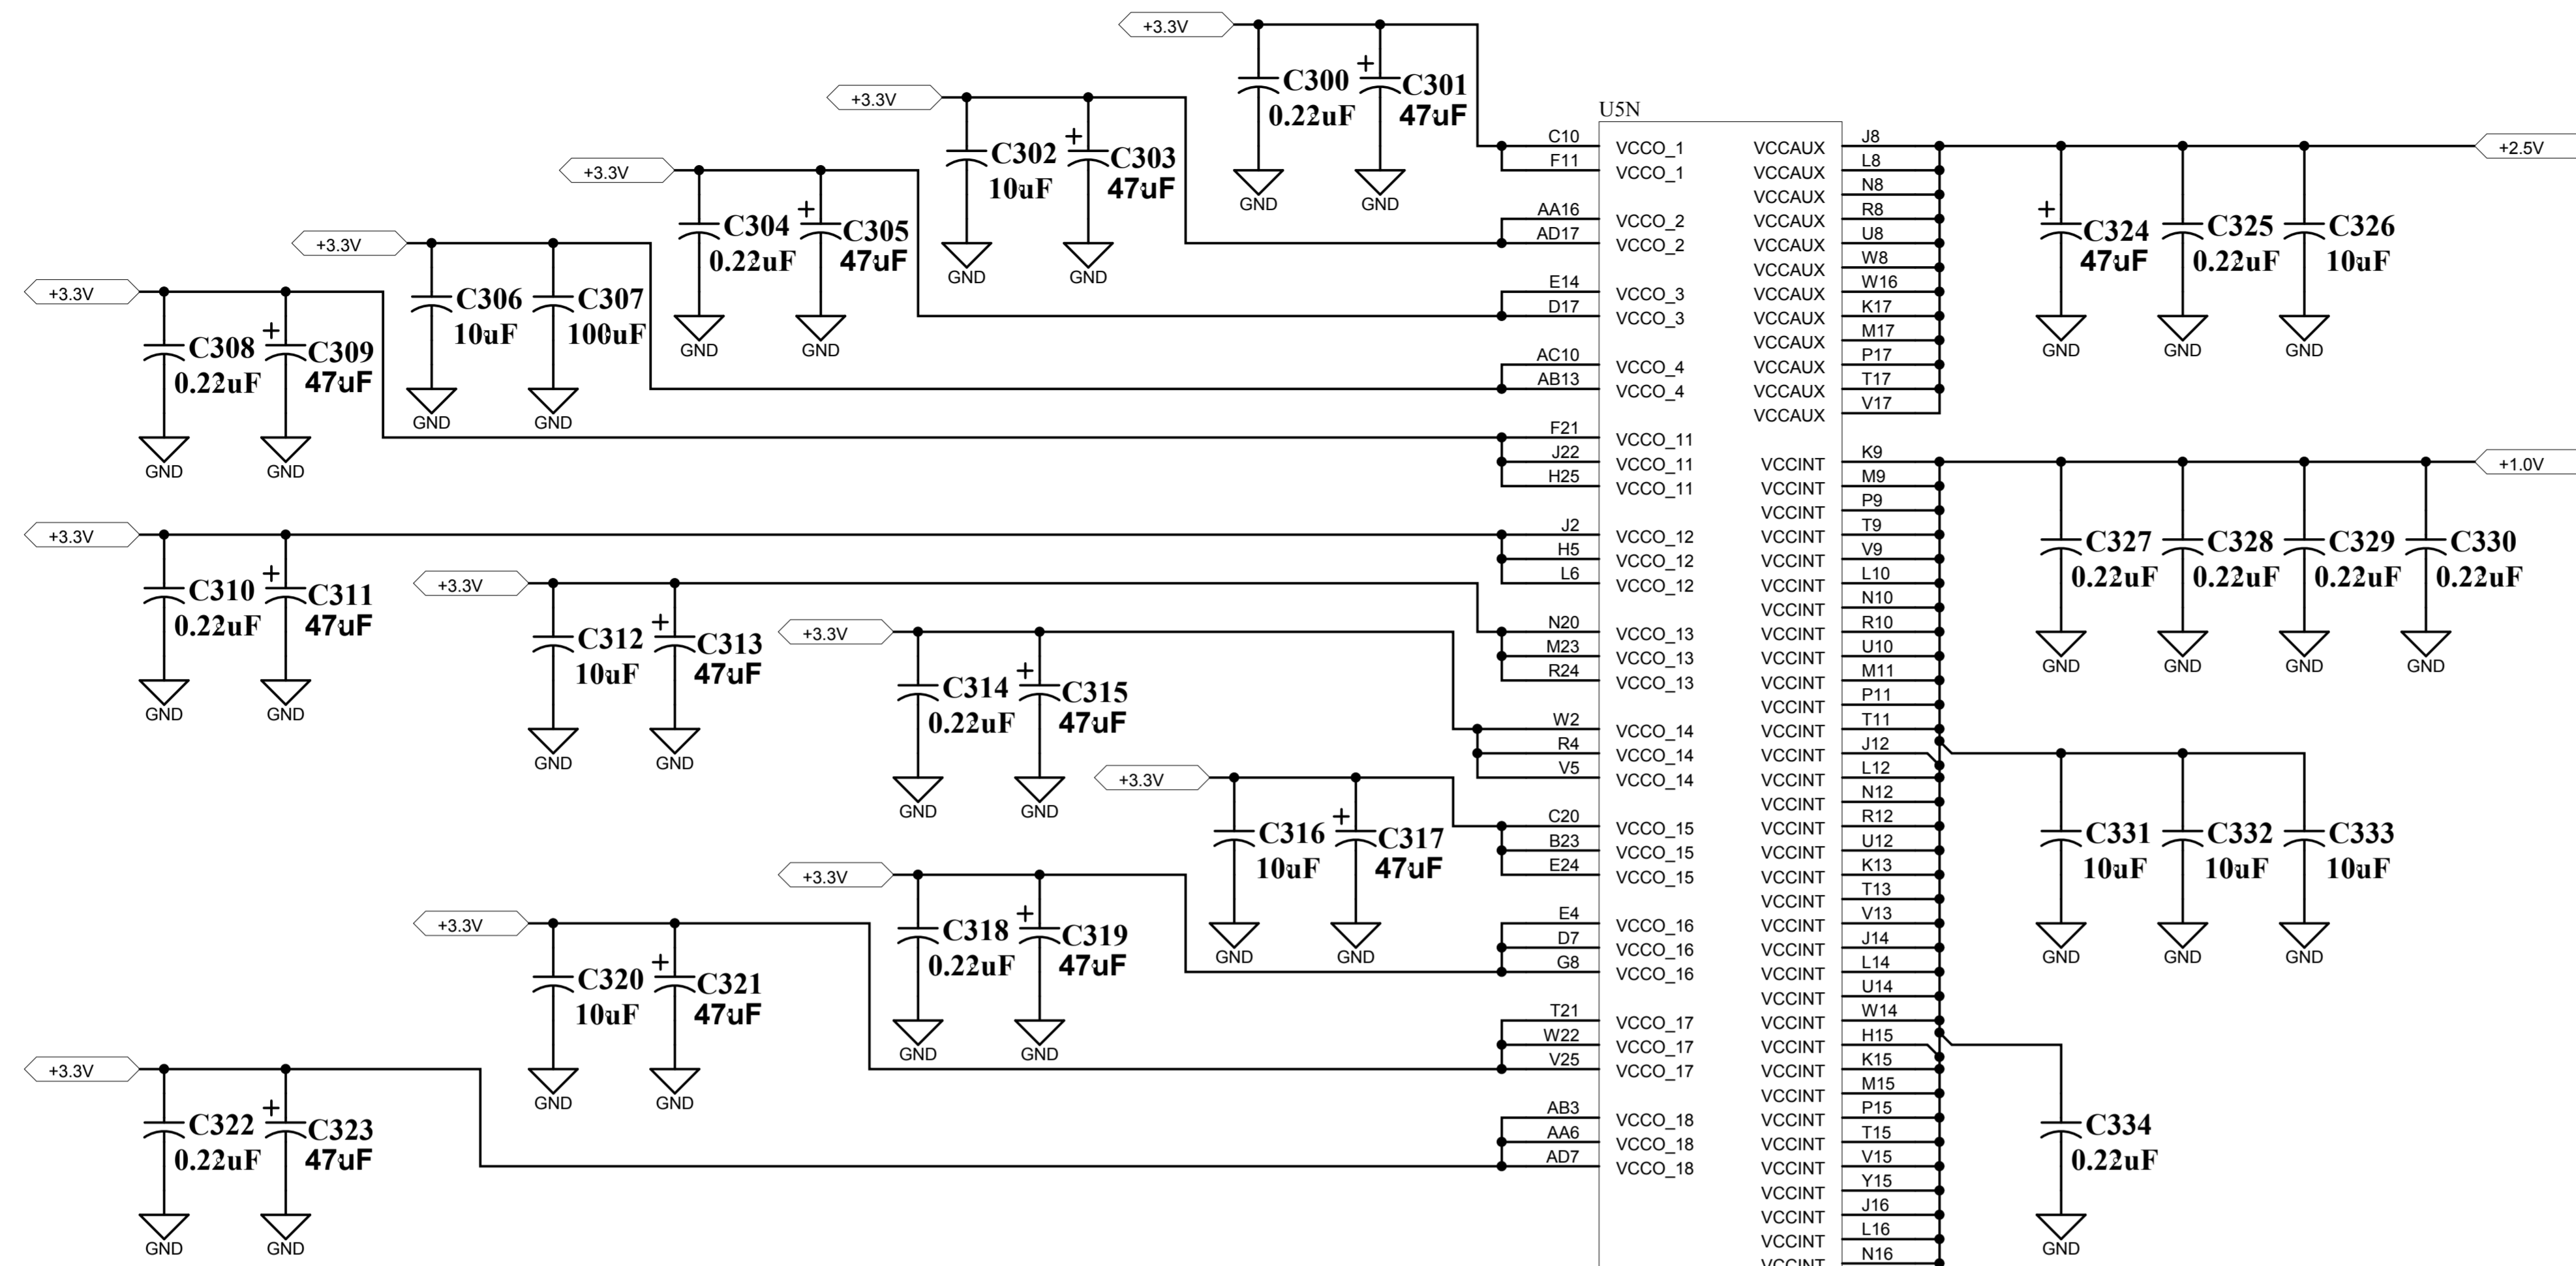 +3.3V
C300
0.22uF
GND
+
C301
47uF
GND
+3.3V
C302
10uF
GND
+
C303
47uF
GND
+3.3V
C304
0.22uF
GND
+
C305
47uF
GND
+3.3V
C306
10uF
GND
C307
100uF
GND
+3.3V
C308
0.22uF
GND
+
C309
47uF
GND
+3.3V
C310
0.22uF
GND
+
C311
47uF
GND
+3.3V
C312
10uF
GND
+
C313
47uF
GND
+3.3V
C314
0.22uF
GND
+
C315
47uF
GND
+3.3V
C316
10uF
GND
+
C317
47uF
GND
+3.3V
C318
0.22uF
GND
+
C319
47uF
GND
+3.3V
C320
10uF
GND
+
C321
47uF
GND
+3.3V
C322
0.22uF
GND
+
C323
47uF
GND
U5N
C10 VCCO_1
F11 VCCO_1
AA16 VCCO_2
AD17 VCCO_2
E14 VCCO_3
D17 VCCO_3
AC10 VCCO_4
AB13 VCCO_4
F21 VCCO_11
J22 VCCO_11
H25 VCCO_11
J2 VCCO_12
H5 VCCO_12
L6 VCCO_12
N20 VCCO_13
M23 VCCO_13
R24 VCCO_13
W2 VCCO_14
R4 VCCO_14
V5 VCCO_14
C20 VCCO_15
B23 VCCO_15
E24 VCCO_15
E4 VCCO_16
D7 VCCO_16
G8 VCCO_16
T21 VCCO_17
W22 VCCO_17
V25 VCCO_17
AB3 VCCO_18
AA6 VCCO_18
AD7 VCCO_18
VCCAUX J8
VCCAUX L8
VCCAUX N8
VCCAUX R8
VCCAUX U8
VCCAUX W8
VCCAUX W16
VCCAUX K17
VCCAUX M17
VCCAUX P17
VCCAUX T17
VCCAUX V17
VCCINT K9
VCCINT M9
VCCINT P9
VCCINT T9
VCCINT V9
VCCINT L10
VCCINT N10
VCCINT R10
VCCINT U10
VCCINT M11
VCCINT P11
VCCINT T11
VCCINT J12
VCCINT L12
VCCINT N12
VCCINT R12
VCCINT U12
VCCINT K13
VCCINT T13
VCCINT V13
VCCINT J14
VCCINT L14
VCCINT U14
VCCINT W14
VCCINT H15
VCCINT K15
VCCINT M15
VCCINT P15
VCCINT T15
VCCINT V15
VCCINT Y15
VCCINT J16
VCCINT L16
VCCINT N16
+2.5V
+
C324
47uF
GND
C325
0.22uF
GND
C326
10uF
GND
+1.0V
C327
0.22uF
GND
C328
0.22uF
GND
C329
0.22uF
GND
C330
0.22uF
GND
C331
10uF
GND
C332
10uF
GND
C333
10uF
GND
C334
0.22uF
GND